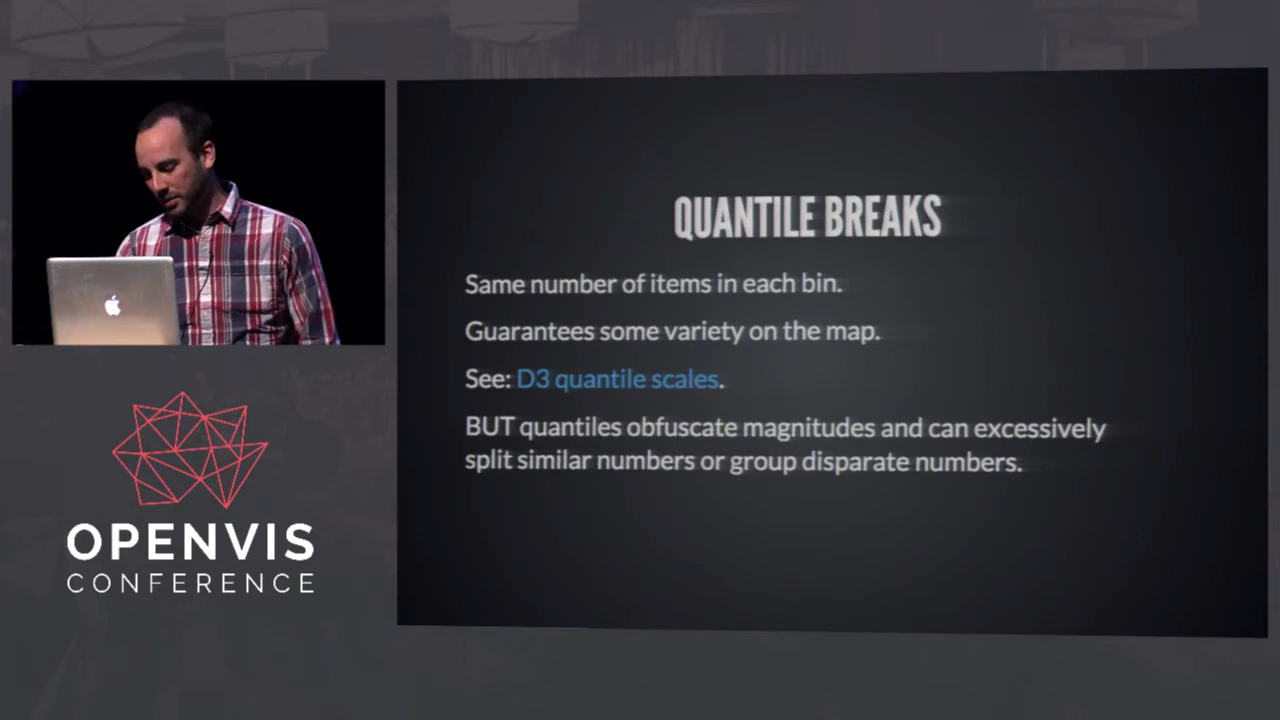 QUANTILE BREAKS
Same number of items in each bin.
Guarantees some variety on the map.
See: D3 quantile scales.
BUT quantiles obfuscate magnitudes and can excessively
split similar numbers or group disparate numbers.
OPENVIS
CONFERENCE